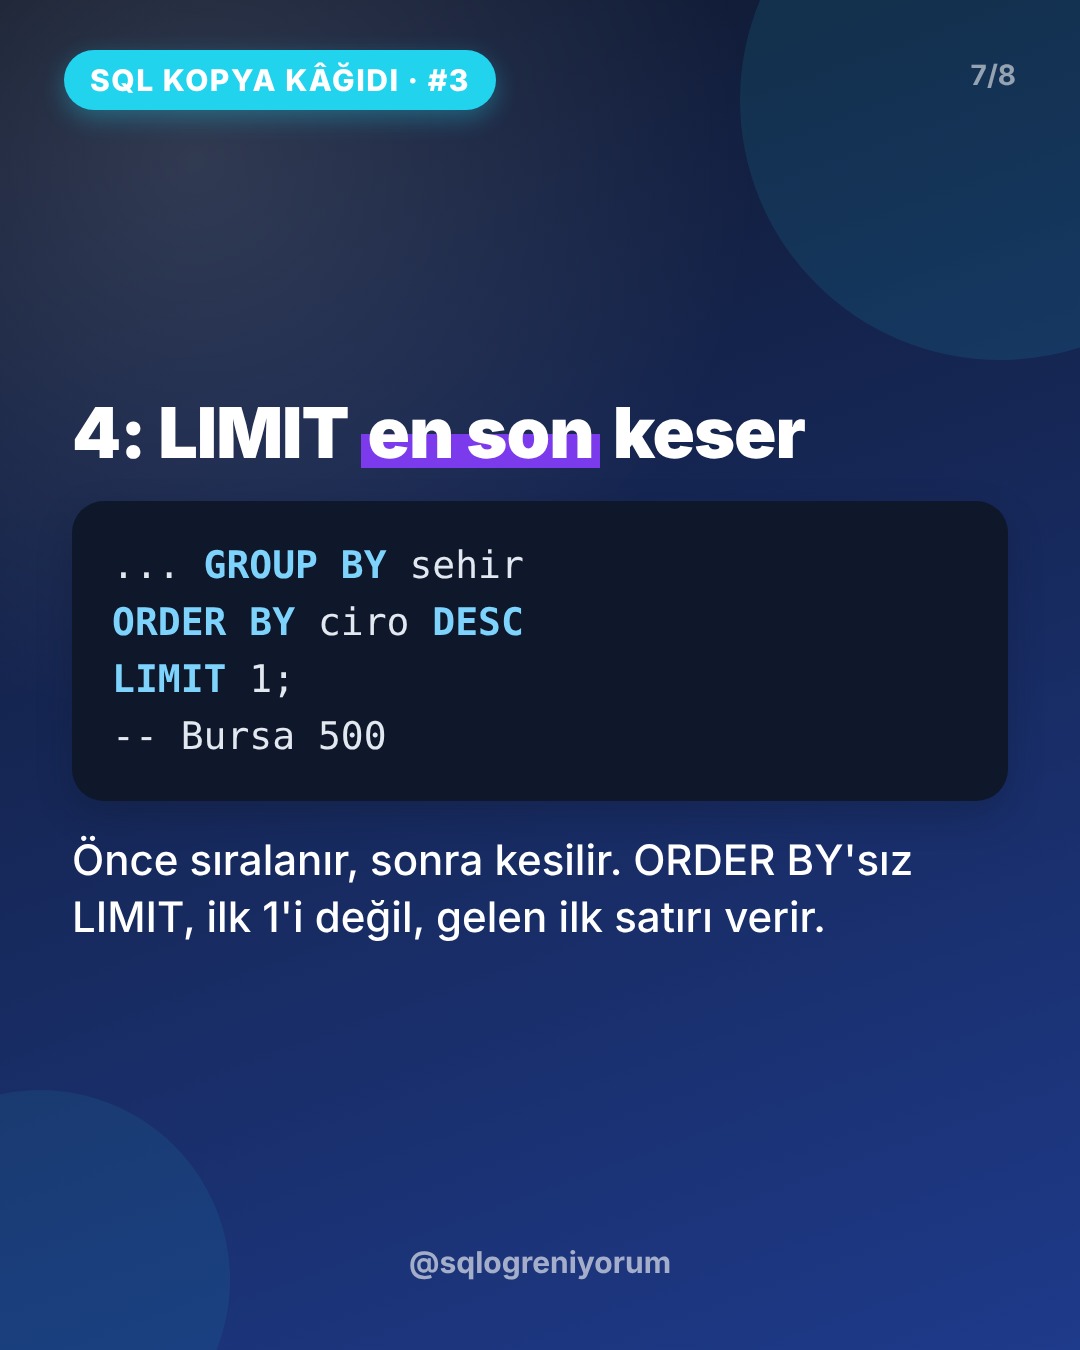 SQL KOPYA KÂĞIDI · #3
7/8
4: LIMIT en son keser
... GROUP BY sehir
ORDER BY ciro DESC
LIMIT 1;
-- Bursa 500
Önce sıralanır, sonra kesilir. ORDER BY'sız
LIMIT, ilk 1'i değil, gelen ilk satırı verir.
@sqlogreniyorum